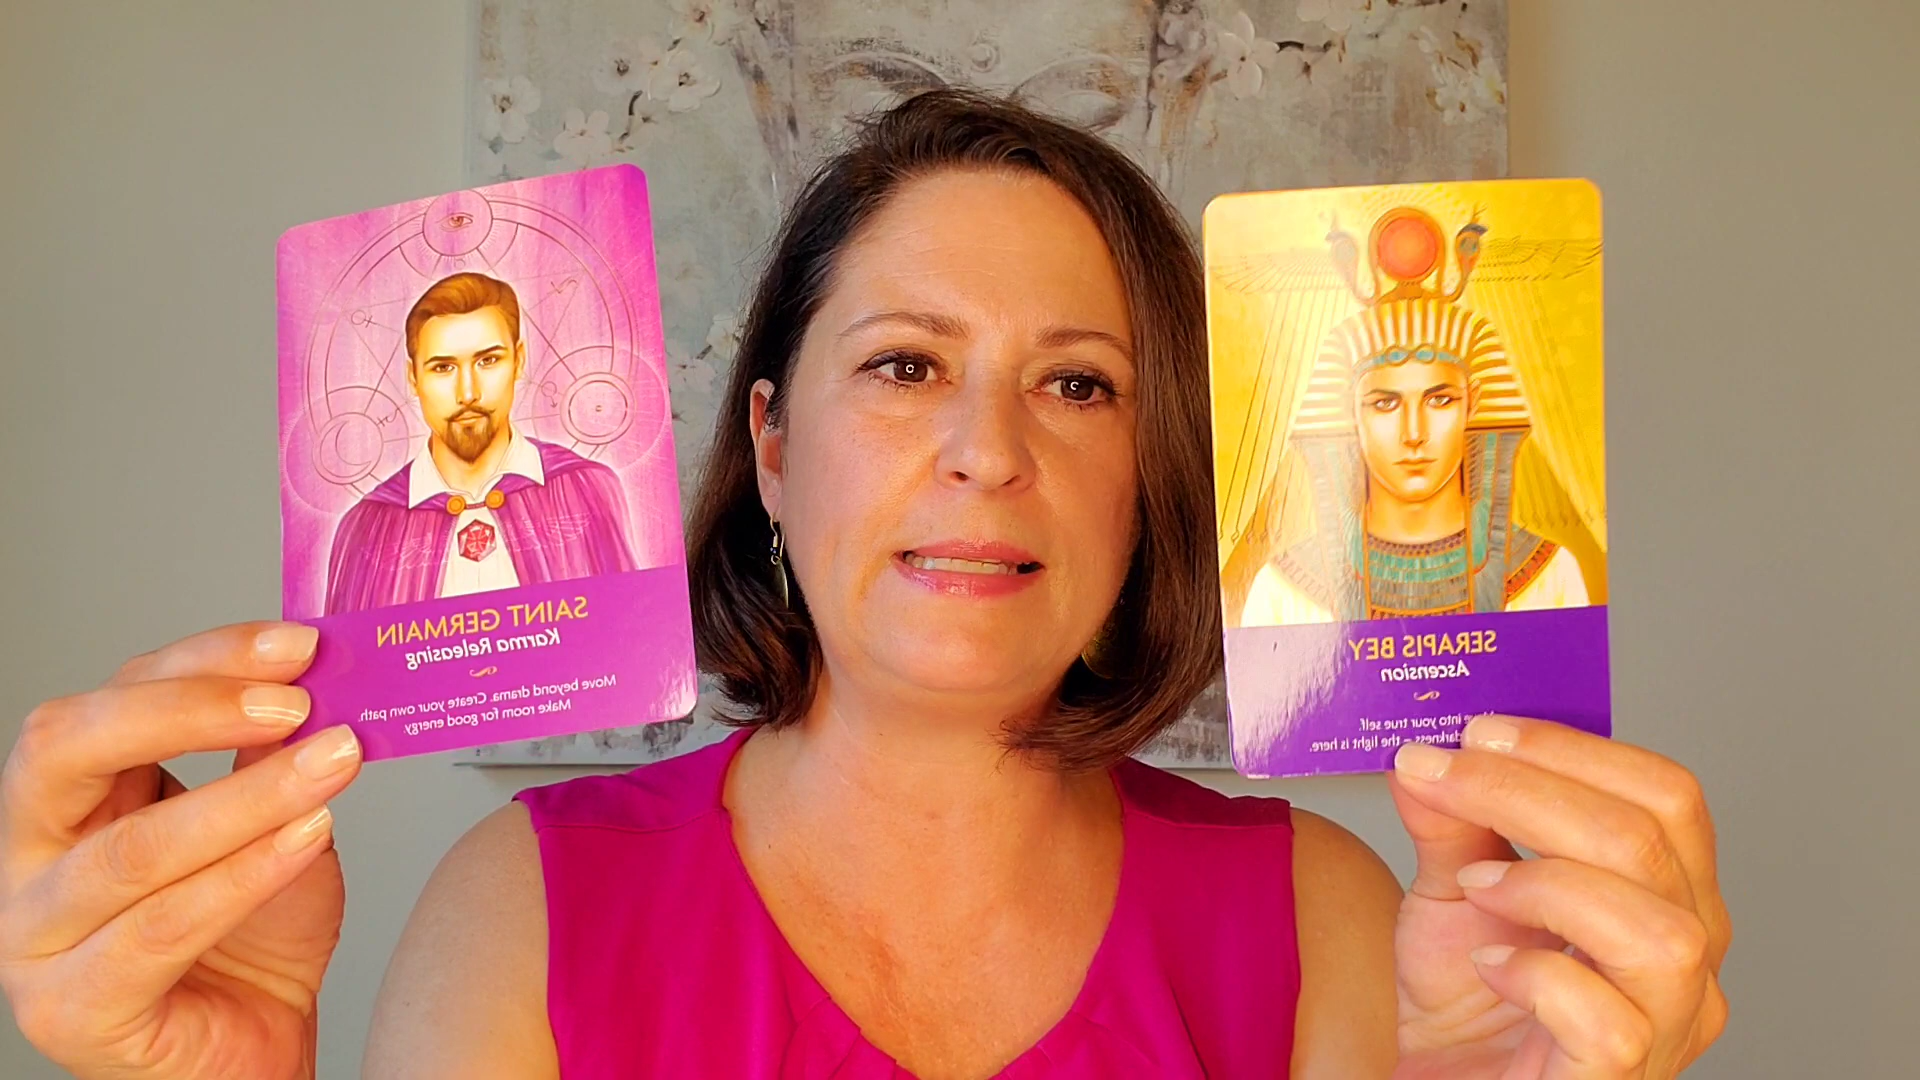 SAINT GERMAIN
Karma Releasing
Move beyond drama. Create your own path.
Make room for good energy.
SERAPIS BEY
Ascension
into your true self.
darkness – the light is here.